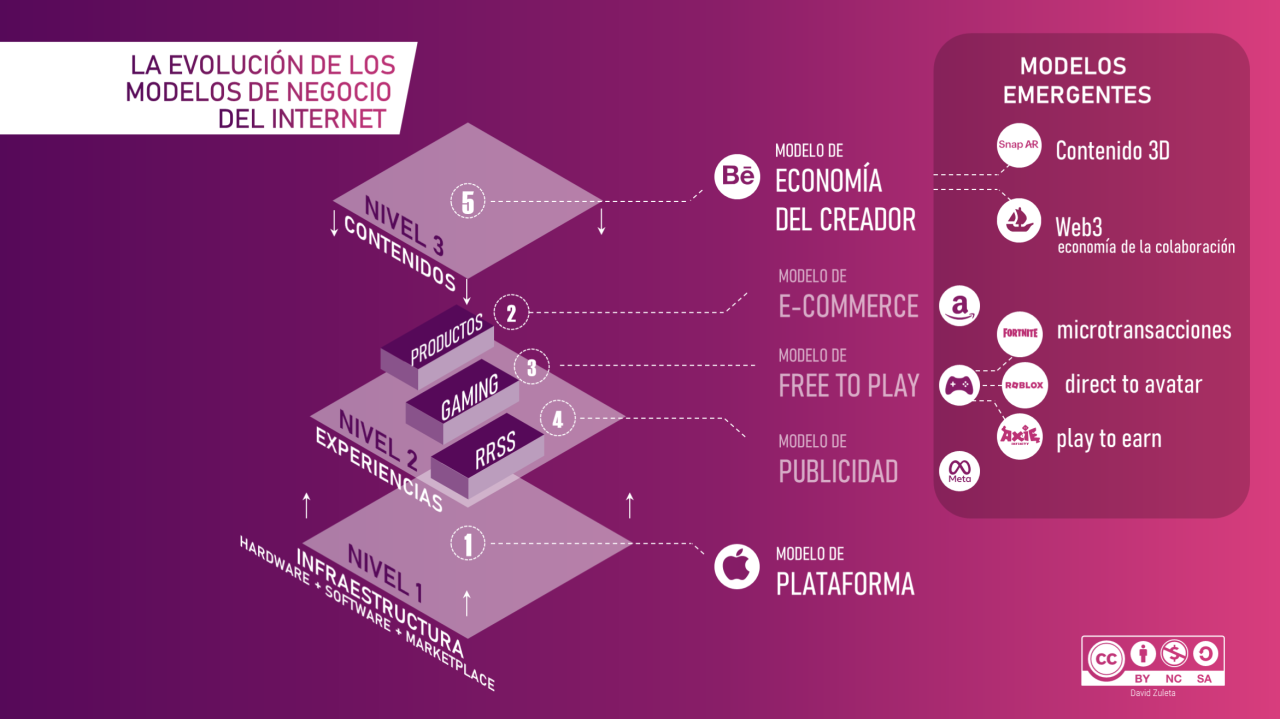 LA EVOLUCIÓN DE LOS
MODELOS DE NEGOCIO
DEL INTERNET
5
NIVEL 3
CONTENIDOS
PRODUCTOS
2
GAMING
3
RRSS
4
NIVEL 2
EXPERIENCIAS
1
NIVEL 1
INFRAESTRUCTURA
HARDWARE + SOFTWARE + MARKETPLACE
Bē
MODELO DE
ECONOMÍA
DEL CREADOR
MODELO DE
E-COMMERCE
a
MODELO DE
FREE TO PLAY
MODELO DE
PUBLICIDAD
Meta
MODELO DE
PLATAFORMA
MODELOS
EMERGENTES
Snap AR
Contenido 3D
Web3
economía de la colaboración
FORTNITE
microtransacciones
ROBLOX
direct to avatar
AXIE
INFINITY
play to earn
cc
BY NC SA
David Zuleta